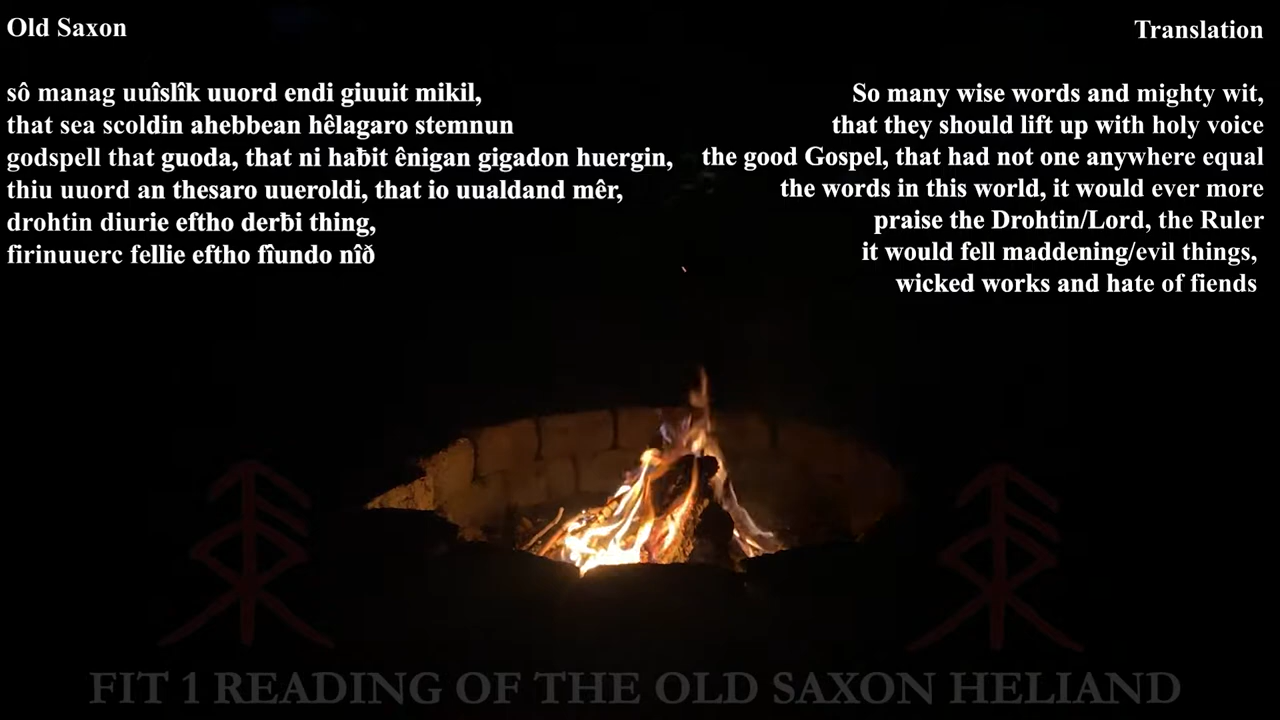 Old Saxon
sô manag uuîslîk uuord endi giuuit mikil,
that sea scoldin ahebbean hêlagaro stemnun
godspell that guoda, that ni haƀit ênigan gigadon huergin,
thiu uuord an thesaro uueroldi, that io uualdand mêr,
drohtin diurie eftho derƀi thing,
firinuuerc fellie eftho fîundo nîð
Translation
So many wise words and mighty wit,
that they should lift up with holy voice
the good Gospel, that had not one anywhere equal
the words in this world, it would ever more
praise the Drohtin/Lord, the Ruler
it would fell maddening/evil things,
wicked works and hate of fiends
FIT 1 READING OF THE OLD SAXON HELIAND